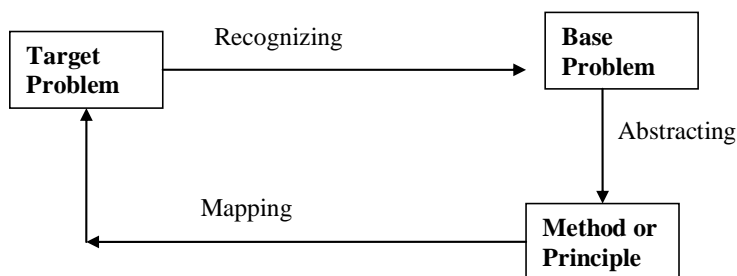 Target
Problem
Recognizing
Base
Problem
Abstracting
Method or
Principle
Mapping